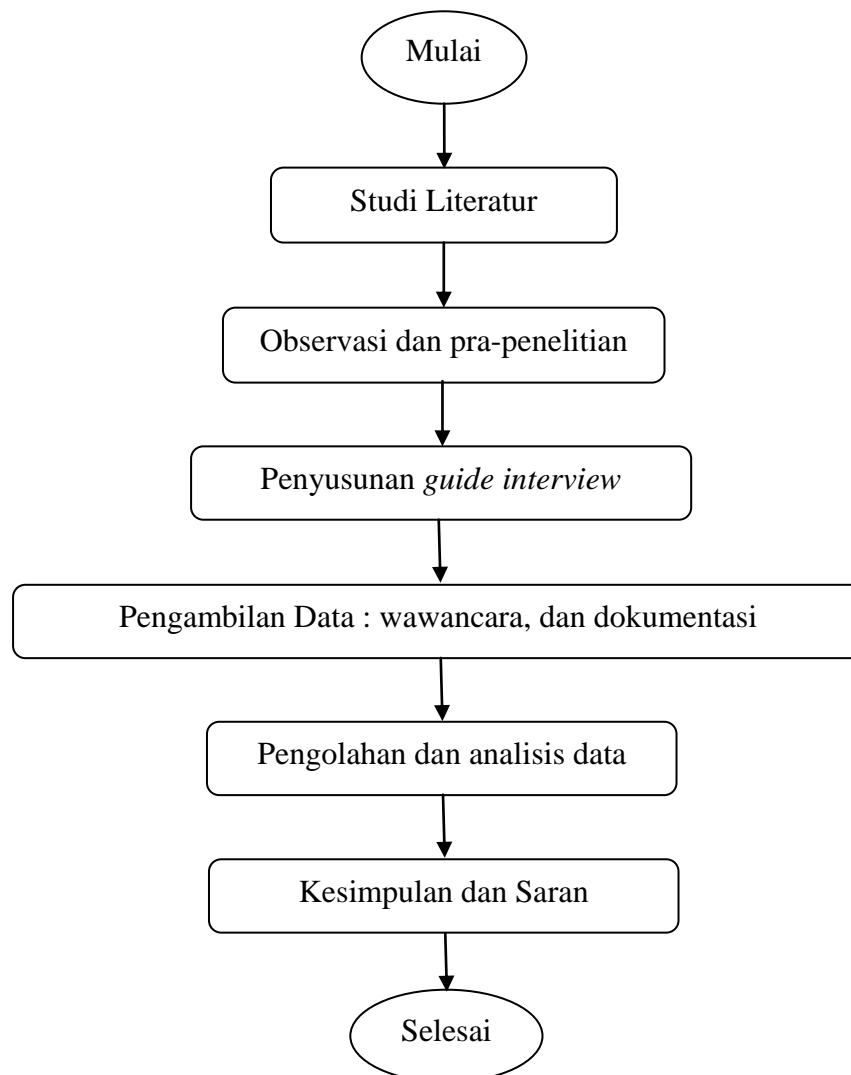 Mulai
Studi Literatur
Observasi dan pra-penelitian
Penyusunan guide interview
Pengambilan Data : wawancara, dan dokumentasi
Pengolahan dan analisis data
Kesimpulan dan Saran
Selesai